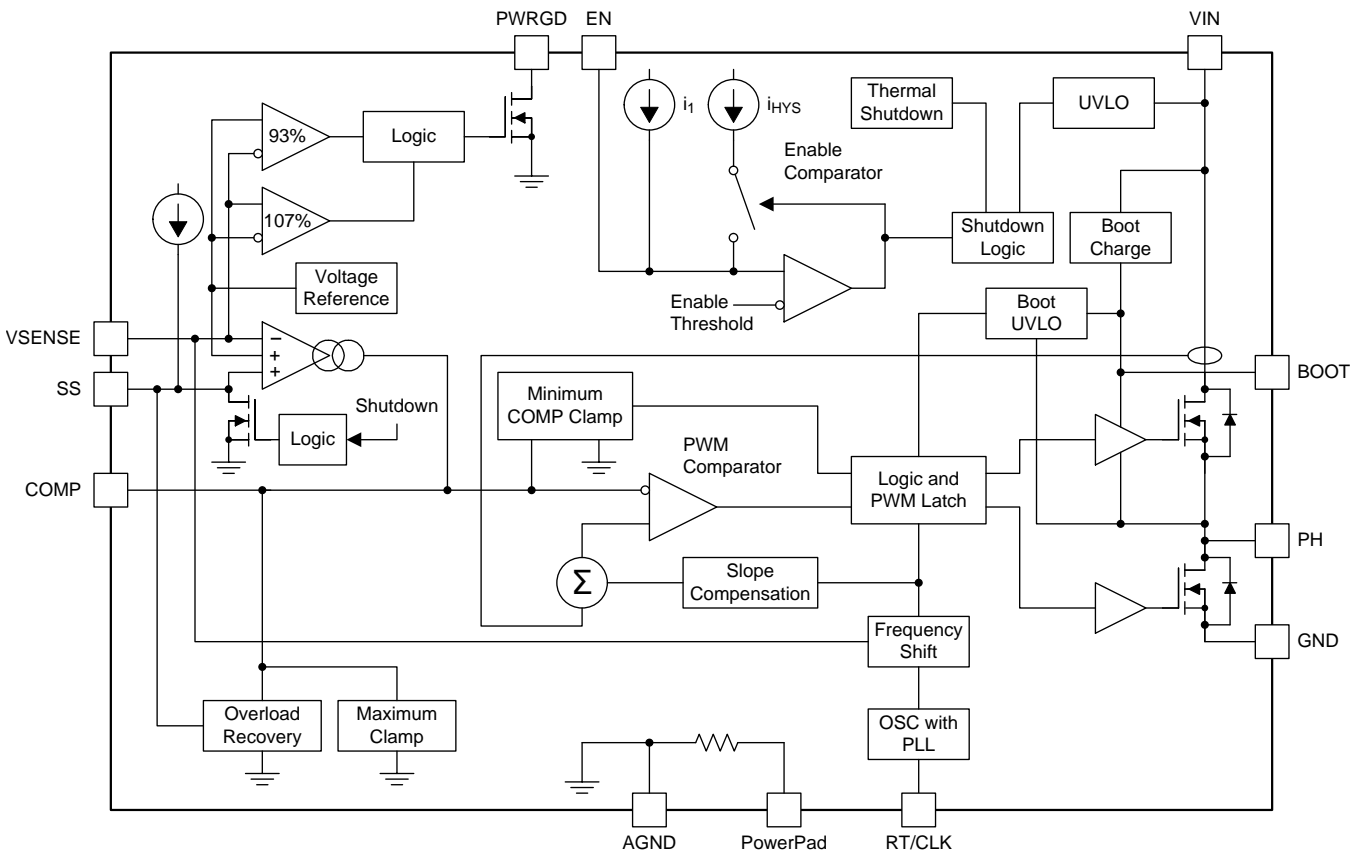 PWRGD
EN
VIN
i1
iHYS
Thermal
Shutdown
UVLO
93%
Logic
Enable
Comparator
107%
Shutdown
Logic
Boot
Charge
Voltage
Reference
Enable
Threshold
Boot
UVLO
VSENSE
−
+
+
SS
BOOT
Shutdown
Logic
Minimum
COMP Clamp
PWM
Comparator
COMP
Logic and
PWM Latch
PH
Σ
Slope
Compensation
Frequency
Shift
GND
Overload
Recovery
Maximum
Clamp
OSC with
PLL
AGND
PowerPad
RT/CLK